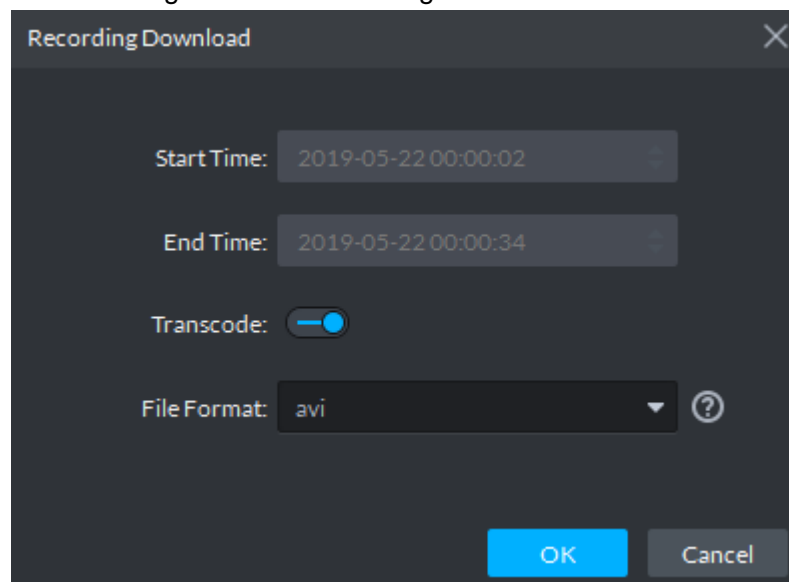 Recording Download
Start Time: 2019-05-22 00:00:02
End Time: 2019-05-22 00:00:34
Transcode:
File Format: avi
OK Cancel